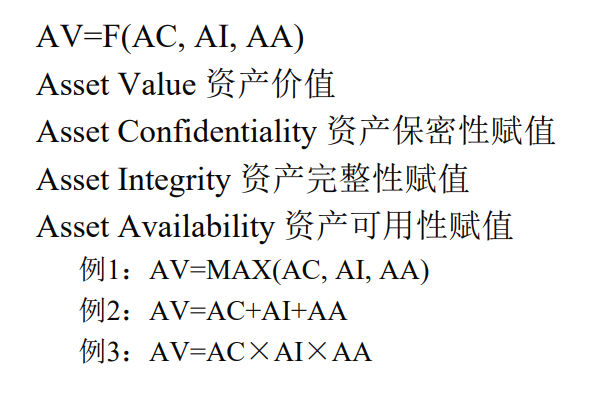 AV=F(AC, AI, AA)
Asset Value 资产价值
Asset Confidentiality 资产保密性赋值
Asset Integrity 资产完整性赋值
Asset Availability 资产可用性赋值
例1：AV=MAX(AC, AI, AA)
例2：AV=AC+AI+AA
例3：AV=AC×AI×AA